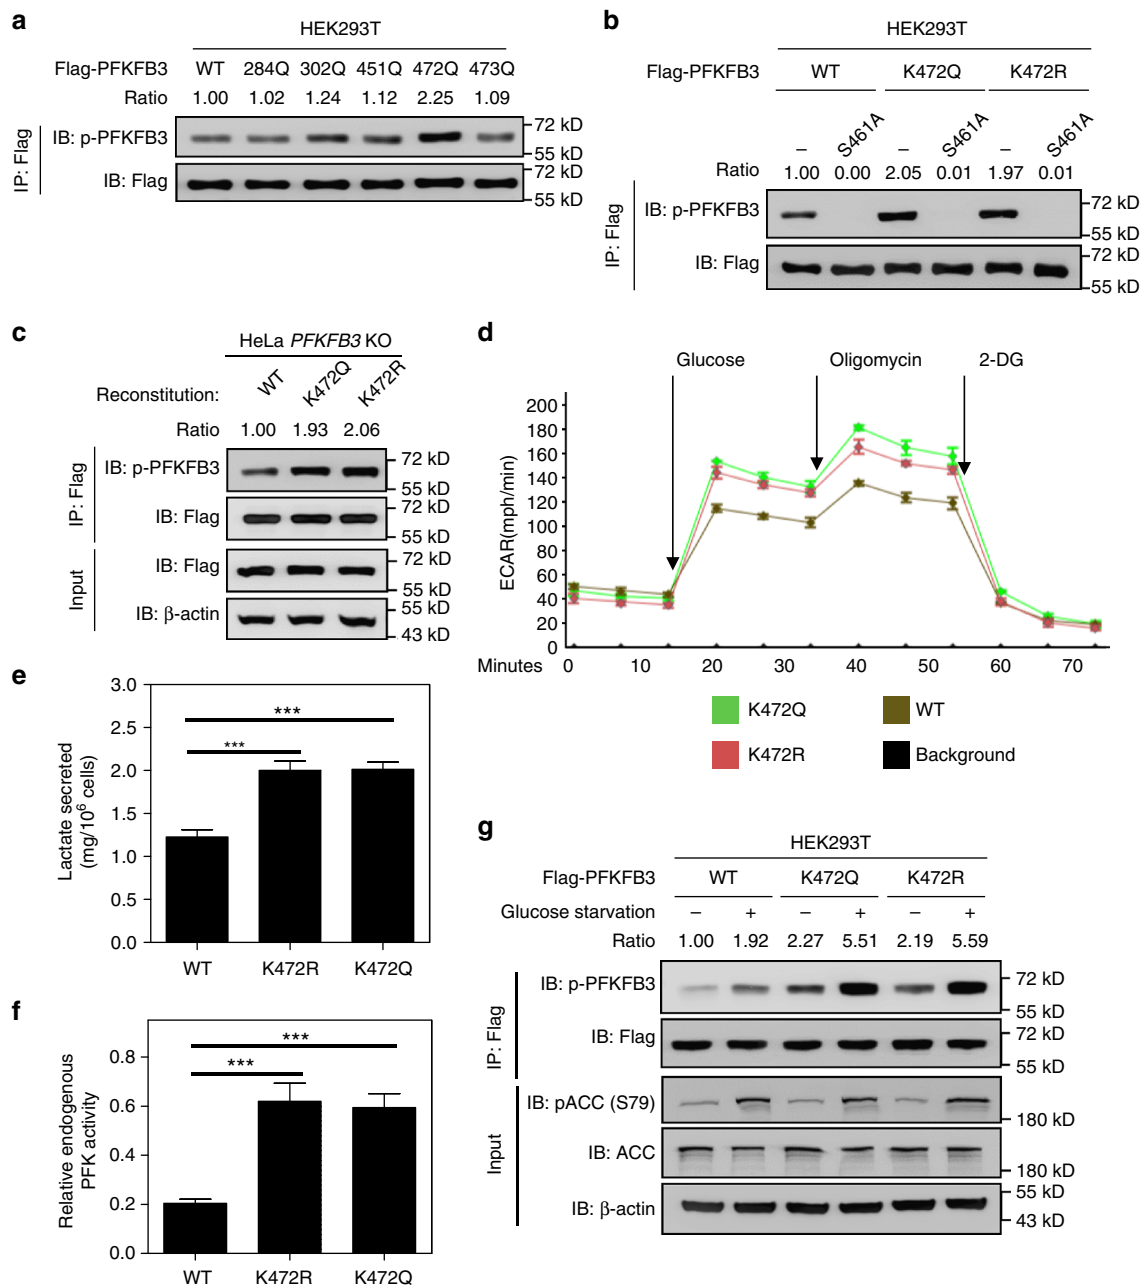 a
HEK293T
Flag-PFKFB3 WT 284Q 302Q 451Q 472Q 473Q
Ratio 1.00 1.02 1.24 1.12 2.25 1.09
IP: Flag
IB: p-PFKFB3
72 kD
55 kD
IB: Flag
72 kD
55 kD
b
HEK293T
Flag-PFKFB3 WT K472Q K472R
– S461A – S461A – S461A
Ratio 1.00 0.00 2.05 0.01 1.97 0.01
IP: Flag
IB: p-PFKFB3
72 kD
55 kD
IB: Flag
72 kD
55 kD
c
HeLa PFKFB3 KO
Reconstitution: WT K472Q K472R
Ratio 1.00 1.93 2.06
IP: Flag
IB: p-PFKFB3
72 kD
55 kD
IB: Flag
72 kD
55 kD
Input
IB: Flag
72 kD
55 kD
IB: β-actin
55 kD
43 kD
d
Glucose Oligomycin 2-DG
ECAR(mph/min)
200
180
160
140
120
100
60
40
20
0
Minutes 0 10 20 30 40 50 60 70
K472Q WT
K472R Background
e
Lactate secreted
(mg/10⁶ cells)
3.0
2.5
2.0
1.5
1.0
0.5
0.0
***
***
WT K472R K472Q
f
Relative endogenous
PFK activity
0.8
0.6
0.4
0.2
0.0
***
***
WT K472R K472Q
g
HEK293T
Flag-PFKFB3 WT K472Q K472R
Glucose starvation – + – + – +
Ratio 1.00 1.92 2.27 5.51 2.19 5.59
IP: Flag
IB: p-PFKFB3
72 kD
55 kD
IB: Flag
72 kD
55 kD
Input
IB: pACC (S79)
180 kD
IB: ACC
180 kD
IB: β-actin
55 kD
43 kD